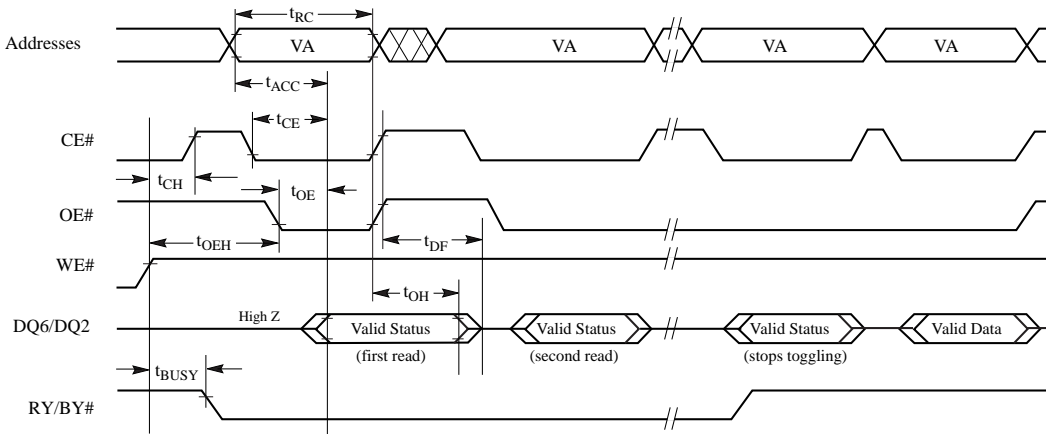 tRC
Addresses VA VA VA VA
tACC
tCE
CE#
tCH tOE
OE#
tOEH tDF
WE#
tOH
DQ6/DQ2 High Z Valid Status Valid Status Valid Status Valid Data
(first read) (second read) (stops toggling)
tBUSY
RY/BY#